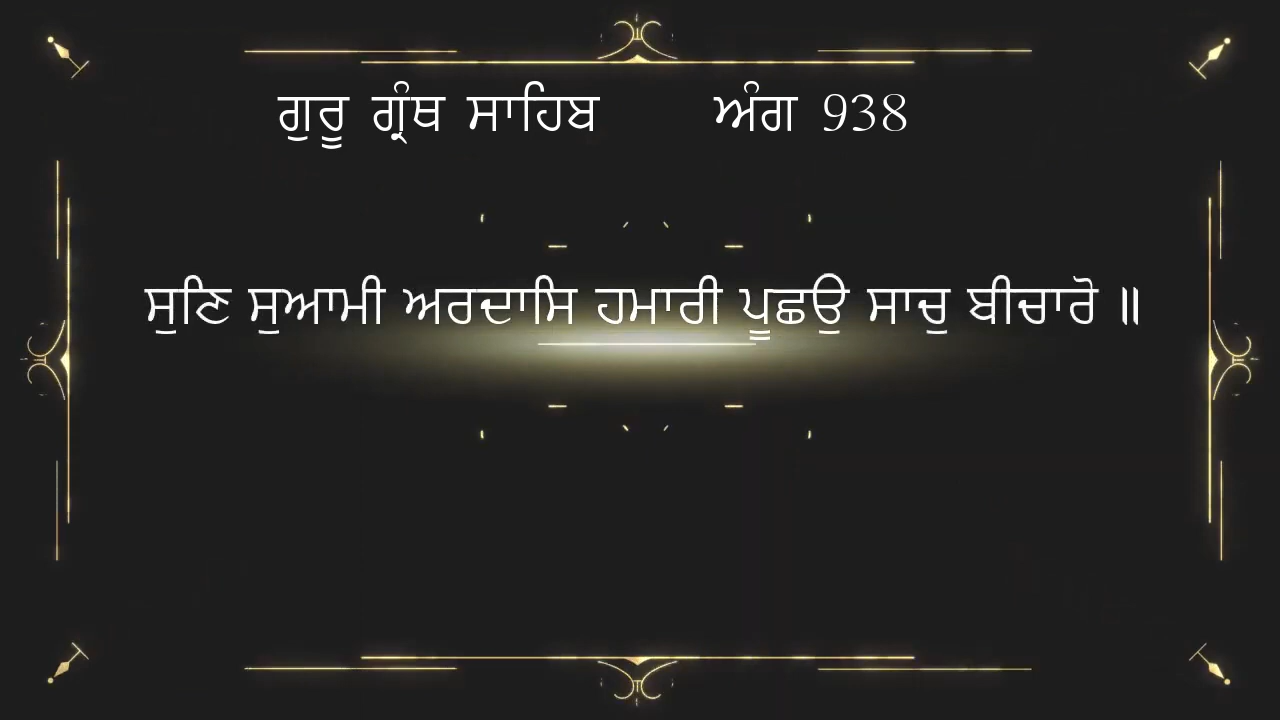 ਗੁਰੂ ਗ੍ਰੰਥ ਸਾਹਿਬ ਅੰਗ 938
ਸੁਣਿ ਸੁਆਮੀ ਅਰਦਾਸਿ ਹਮਾਰੀ ਪੂਛਉ ਸਾਚੁ ਬੀਚਾਰੋ ॥